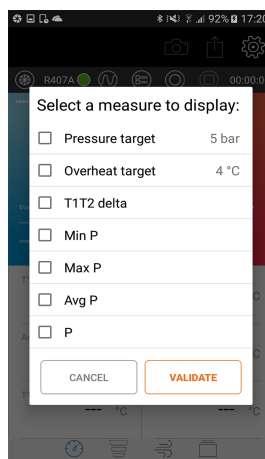 92% 17:20
R407A 00:00:0
Select a measure to display:
Pressure target 5 bar
Overheat target 4 °C
T1T2 delta
Min P
Max P
Avg P
P
CANCEL VALIDATE
--- °C --- °C